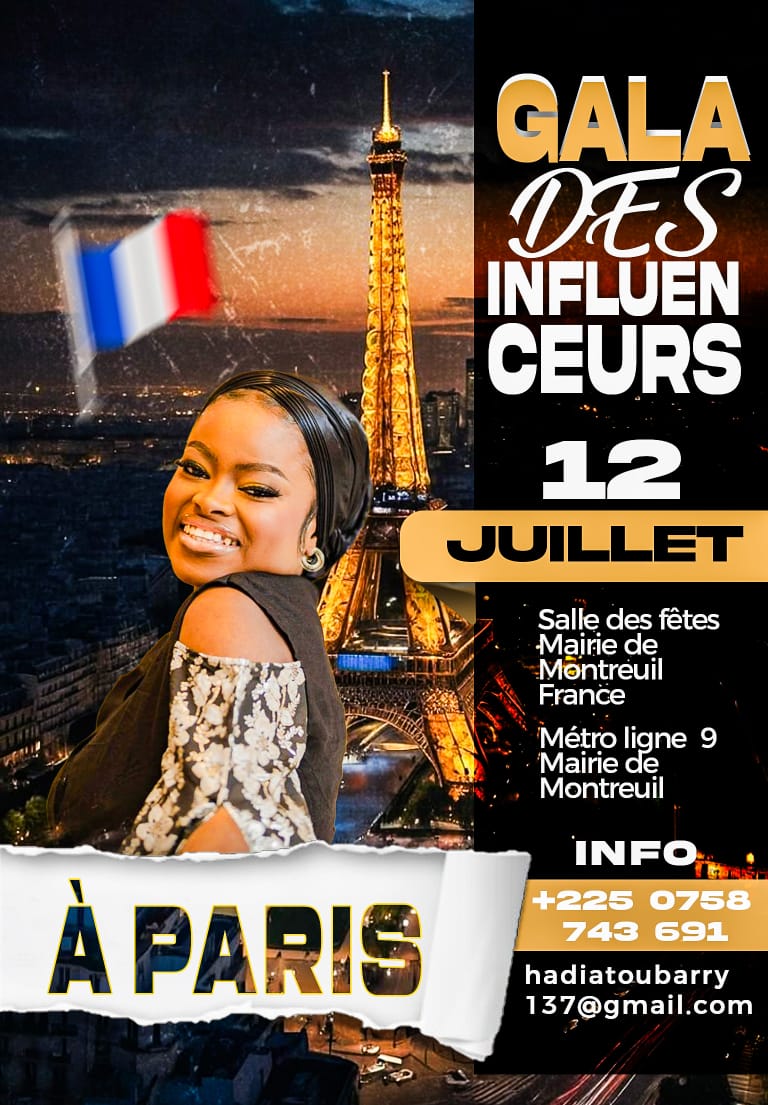 GALA
DES
INFLUEN
CEURS
12
JUILLET
Salle des fêtes
Mairie de
Montreuil
France
Métro ligne 9
Mairie de
Montreuil
INFO
+225 0758
743 691
hadiatoubarry
137@gmail.com
À PARIS